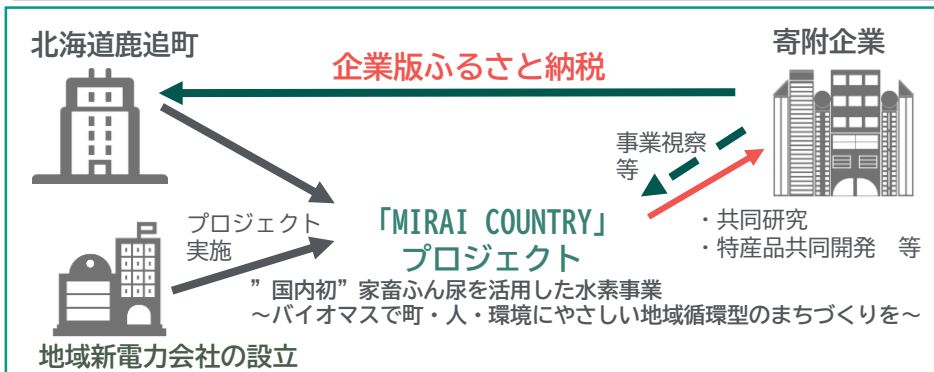 北海道鹿追町
寄附企業
企業版ふるさと納税
事業視察
等
プロジェクト
実施
「MIRAI COUNTRY」
プロジェクト
・共同研究
・特産品共同開発　等
”国内初”家畜ふん尿を活用した水素事業
～バイオマスで町・人・環境にやさしい地域循環型のまちづくりを～
地域新電力会社の設立